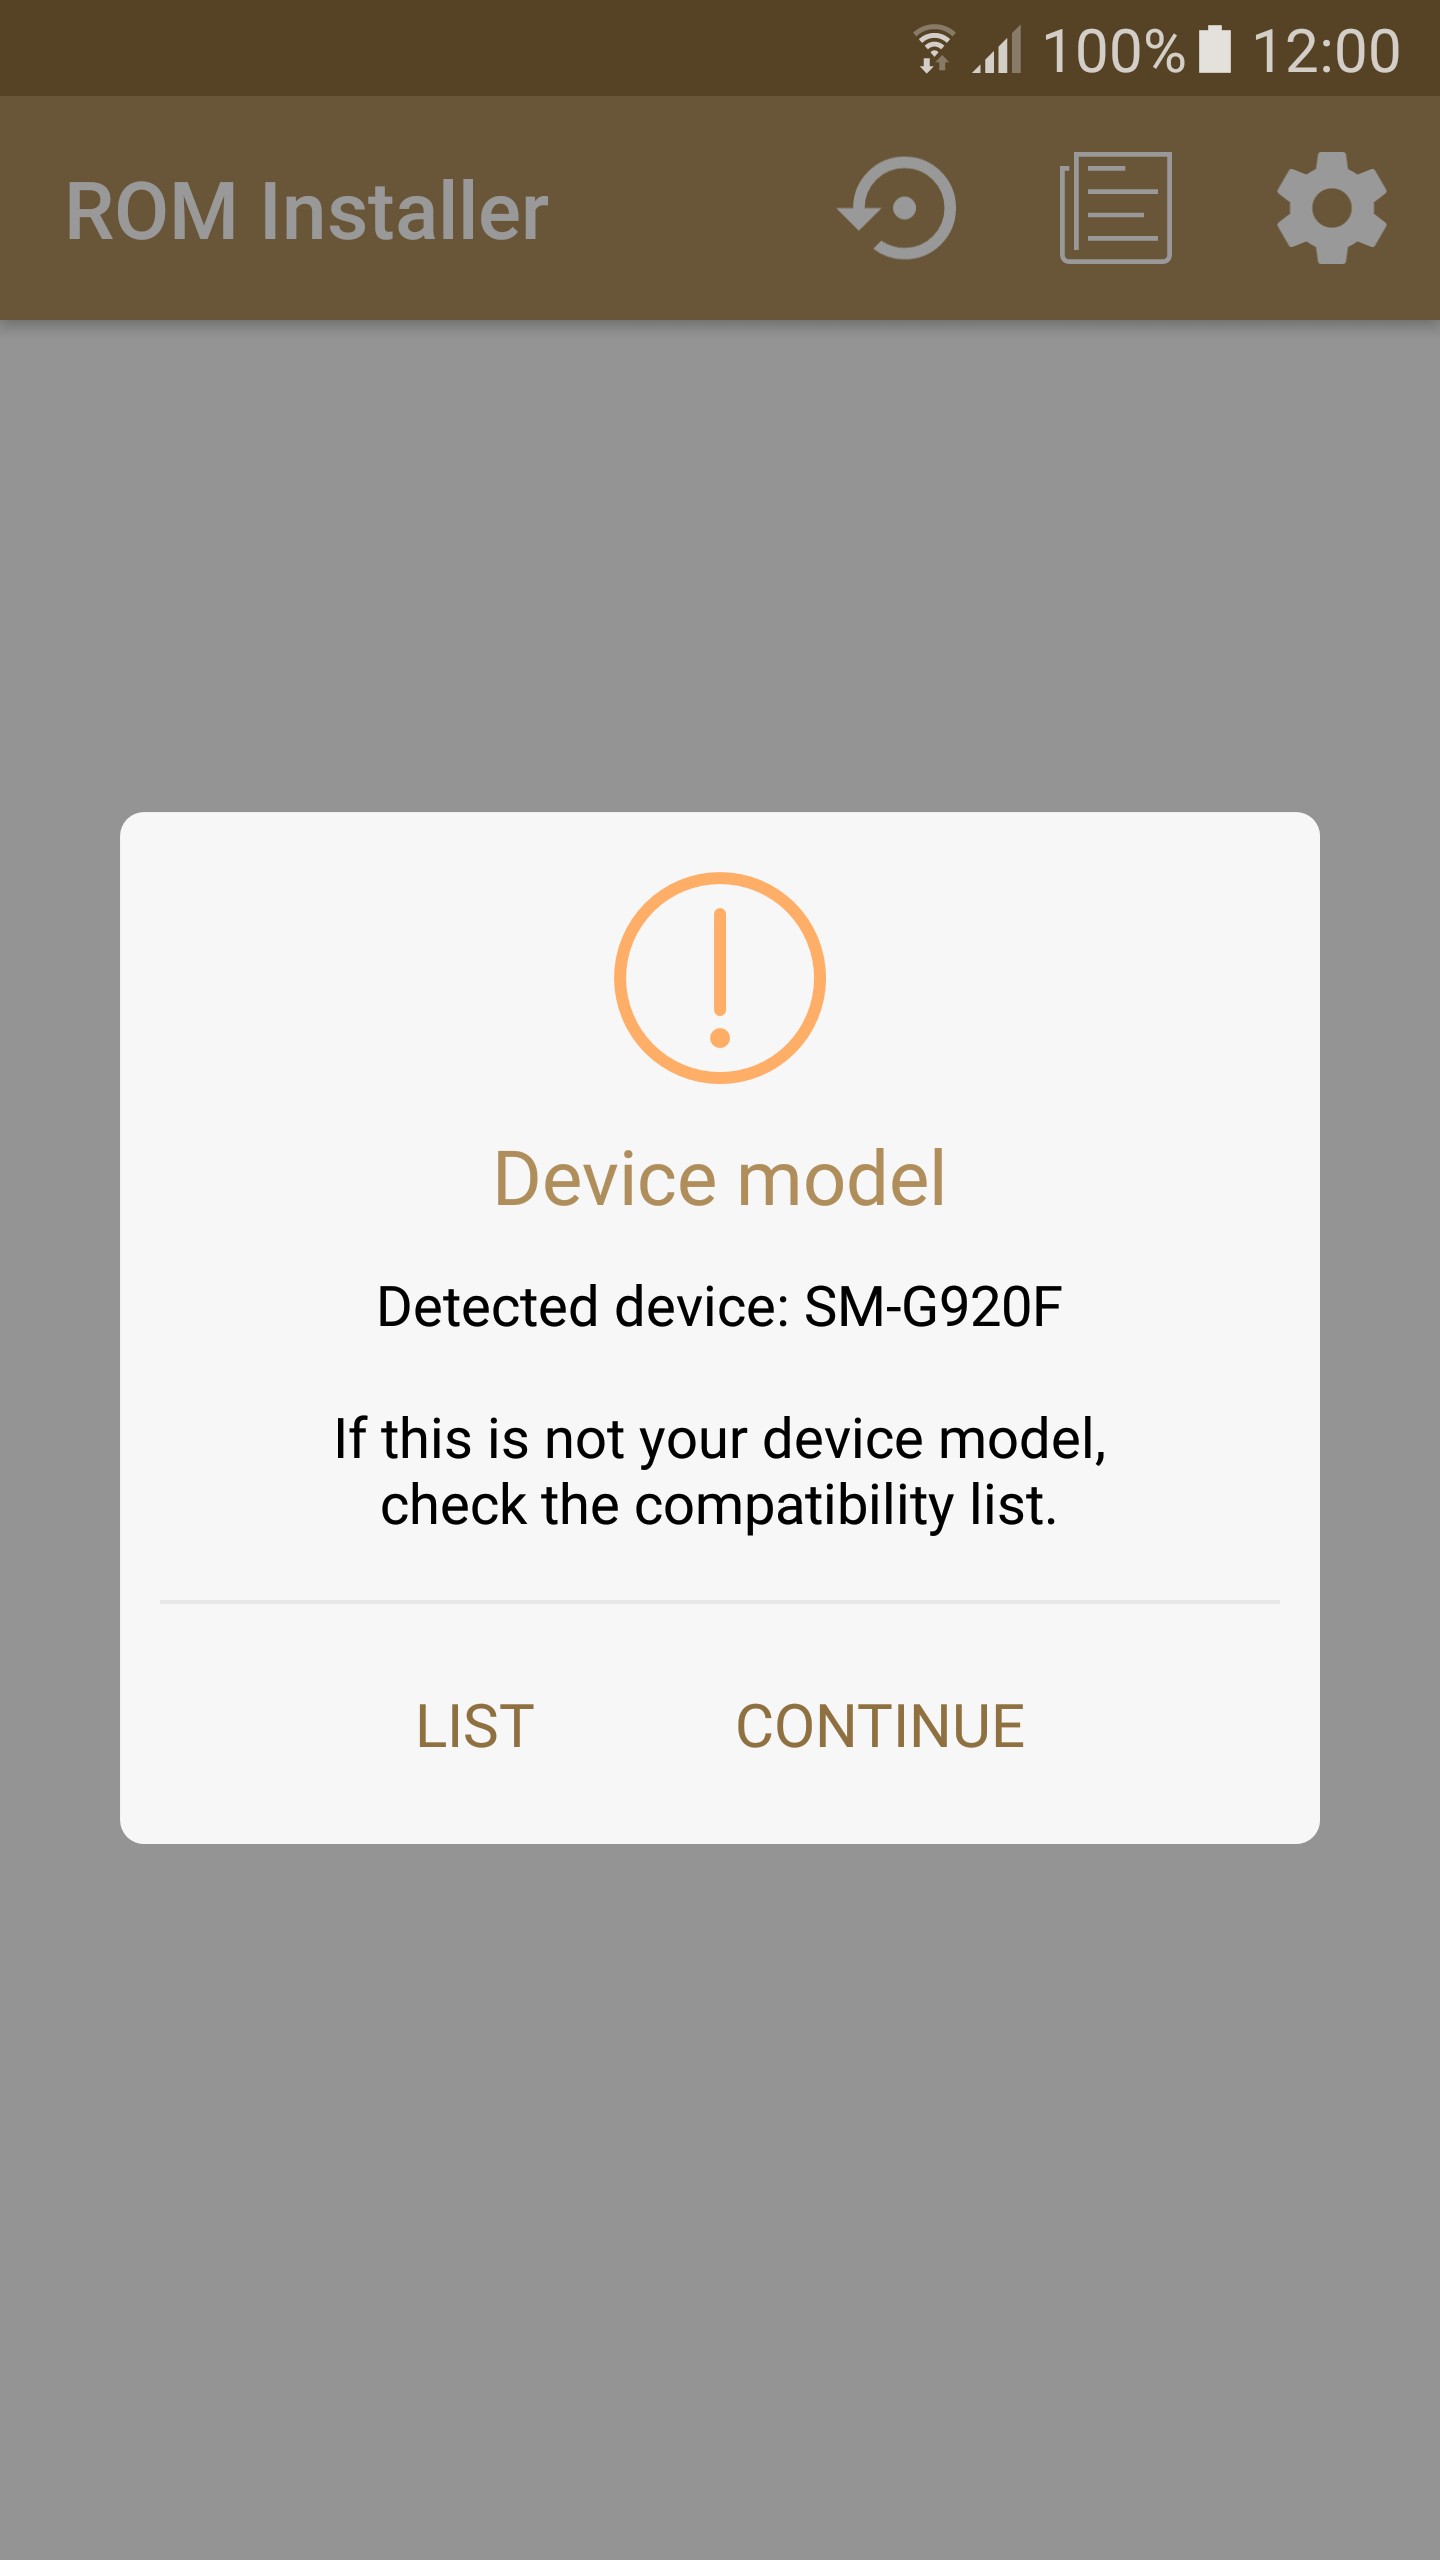 100% 12:00
ROM Installer
Device model
Detected device: SM-G920F
If this is not your device model,
check the compatibility list.
LIST CONTINUE